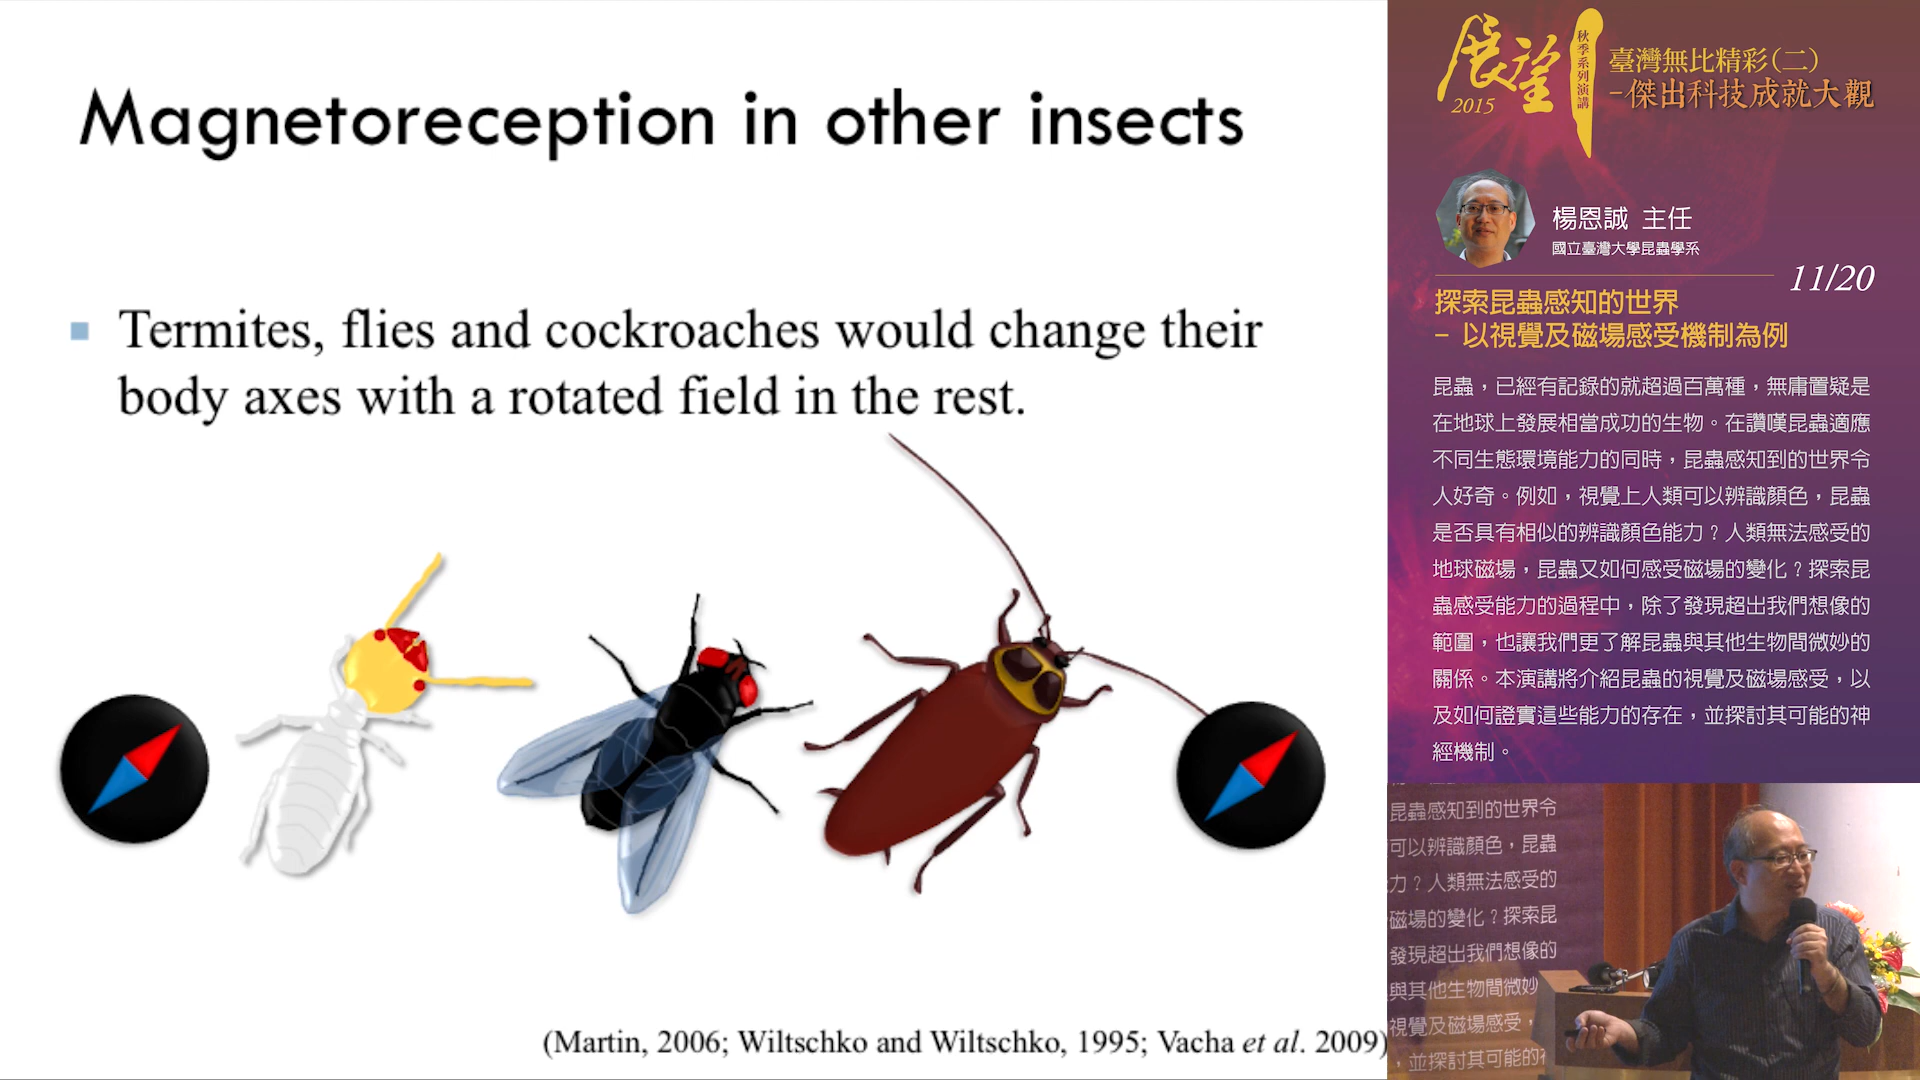 Magnetoreception in other insects
Termites, flies and cockroaches would change their
body axes with a rotated field in the rest.
(Martin, 2006; Wiltschko and Wiltschko, 1995; Vacha et al. 2009)
展望
2015
秋季系列演講
臺灣無比精彩(二)
-傑出科技成就大觀
楊恩誠 主任
國立臺灣大學昆蟲學系
11/20
探索昆蟲感知的世界
- 以視覺及磁場感受機制為例
昆蟲，已經有記錄的就超過百萬種，無庸置疑是
在地球上發展相當成功的生物。在讚嘆昆蟲適應
不同生態環境能力的同時，昆蟲感知到的世界令
人好奇。例如，視覺上人類可以辨識顏色，昆蟲
是否具有相似的辨識顏色能力？人類無法感受的
地球磁場，昆蟲又如何感受磁場的變化？探索昆
蟲感受能力的過程中，除了發現超出我們想像的
範圍，也讓我們更了解昆蟲與其他生物間微妙的
關係。本演講將介紹昆蟲的視覺及磁場感受，以
及如何證實這些能力的存在，並探討其可能的神
經機制。
昆蟲感知到的世界令
可以辨識顏色，昆蟲
力？人類無法感受的
磁場的變化？探索昆
發現超出我們想像的
與其他生物間微妙
視覺及磁場感受，
，並探討其可能的